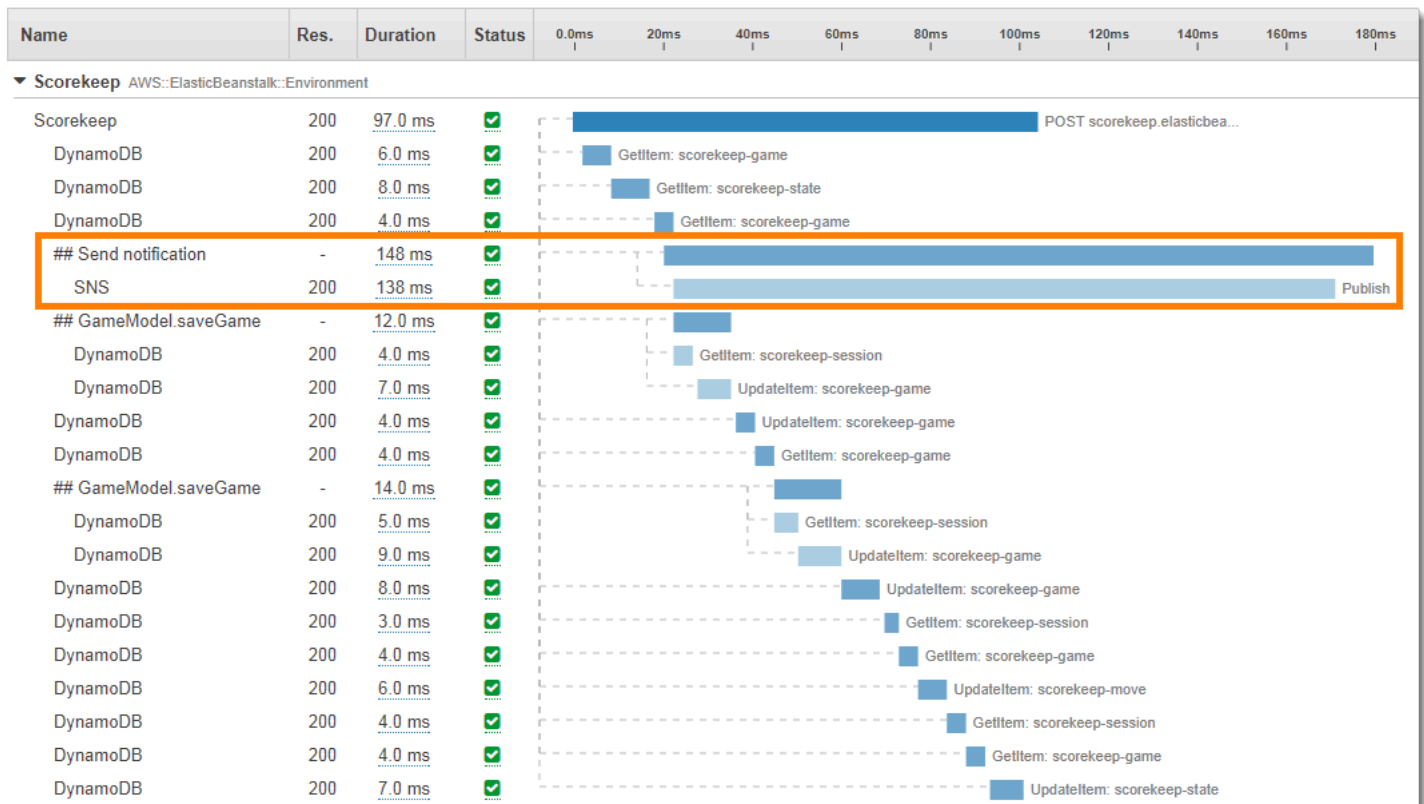 Name Res. Duration Status 0.0ms 20ms 40ms 60ms 80ms 100ms 120ms 140ms 160ms 180ms
Scorekeep AWS::ElasticBeanstalk::Environment
Scorekeep 200 97.0 ms POST scorekeep.elasticbea...
DynamoDB 200 6.0 ms GetItem: scorekeep-game
DynamoDB 200 8.0 ms GetItem: scorekeep-state
DynamoDB 200 4.0 ms GetItem: scorekeep-game
## Send notification - 148 ms
SNS 200 138 ms Publish
## GameModel.saveGame - 12.0 ms
DynamoDB 200 4.0 ms GetItem: scorekeep-session
DynamoDB 200 7.0 ms UpdateItem: scorekeep-game
DynamoDB 200 4.0 ms UpdateItem: scorekeep-game
DynamoDB 200 4.0 ms GetItem: scorekeep-game
## GameModel.saveGame - 14.0 ms
DynamoDB 200 5.0 ms GetItem: scorekeep-session
DynamoDB 200 9.0 ms UpdateItem: scorekeep-game
DynamoDB 200 8.0 ms UpdateItem: scorekeep-game
DynamoDB 200 3.0 ms GetItem: scorekeep-session
DynamoDB 200 4.0 ms GetItem: scorekeep-game
DynamoDB 200 6.0 ms UpdateItem: scorekeep-move
DynamoDB 200 4.0 ms GetItem: scorekeep-session
DynamoDB 200 4.0 ms GetItem: scorekeep-game
DynamoDB 200 7.0 ms UpdateItem: scorekeep-state